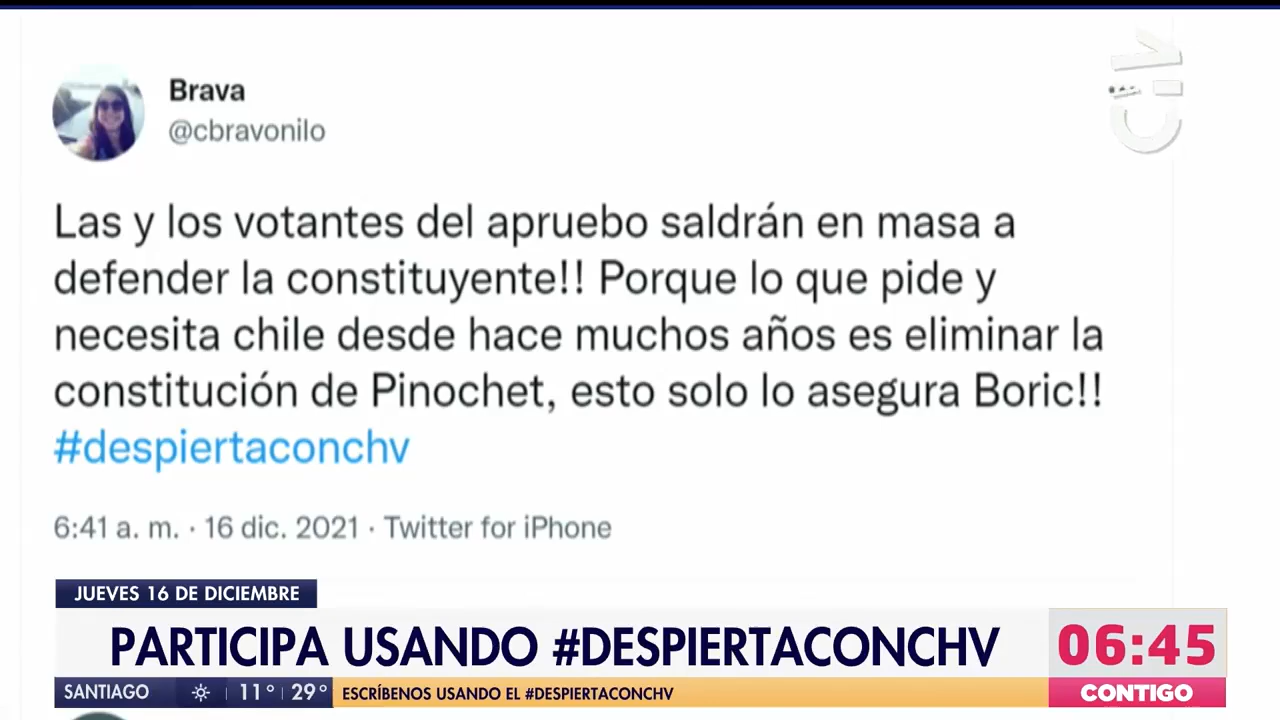 Brava
@cbravonilo
CHV
Las y los votantes del apruebo saldrán en masa a
defender la constituyente!! Porque lo que pide y
necesita chile desde hace muchos años es eliminar la
constitución de Pinochet, esto solo lo asegura Boric!!
#despiertaconchv
6:41 a. m. · 16 dic. 2021 · Twitter for iPhone
JUEVES 16 DE DICIEMBRE
PARTICIPA USANDO #DESPIERTACONCHV
06:45
SANTIAGO 11° 29° ESCRÍBENOS USANDO EL #DESPIERTACONCHV
CONTIGO